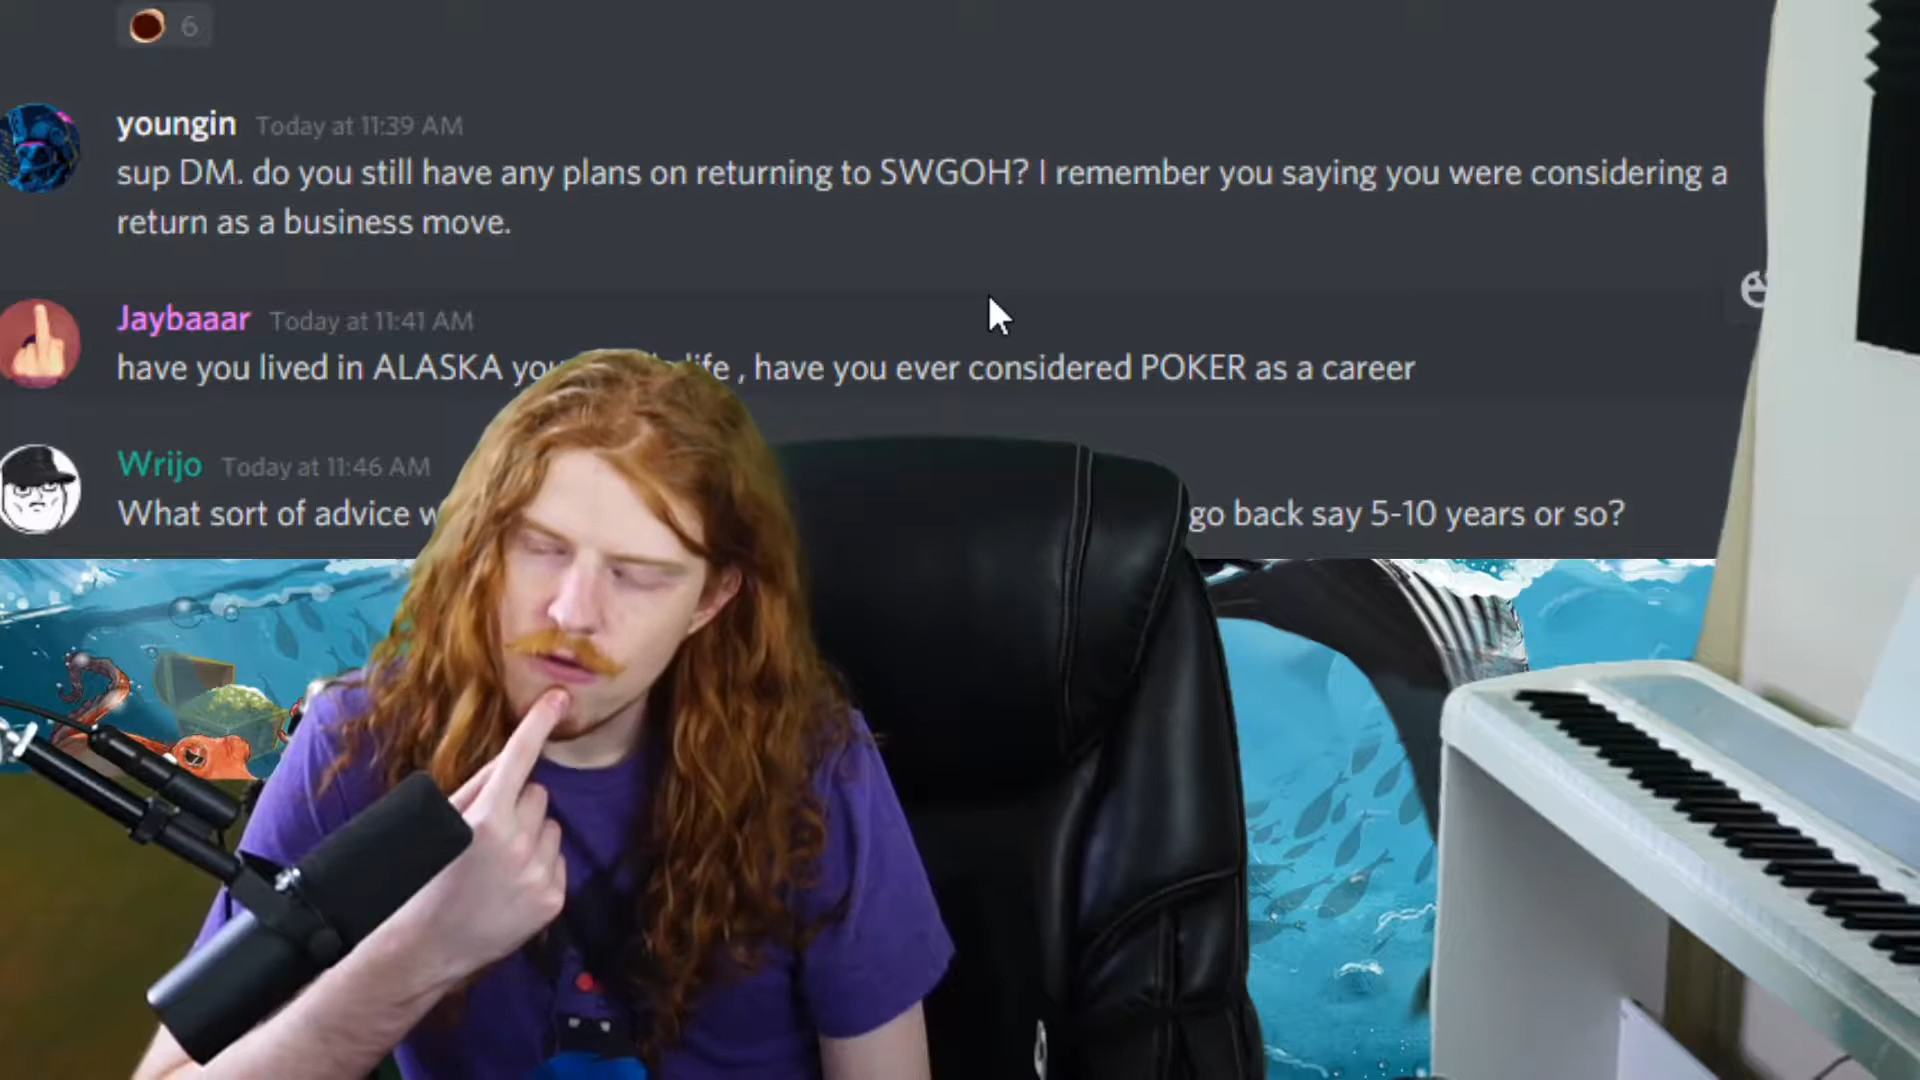 6
youngin Today at 11:39 AM
sup DM. do you still have any plans on returning to SWGOH? I remember you saying you were considering a
return as a business move.
Jaybaaar Today at 11:41 AM
have you lived in ALASKA life , have you ever considered POKER as a career
Wrijo Today at 11:46 AM
What sort of advice go back say 5-10 years or so?